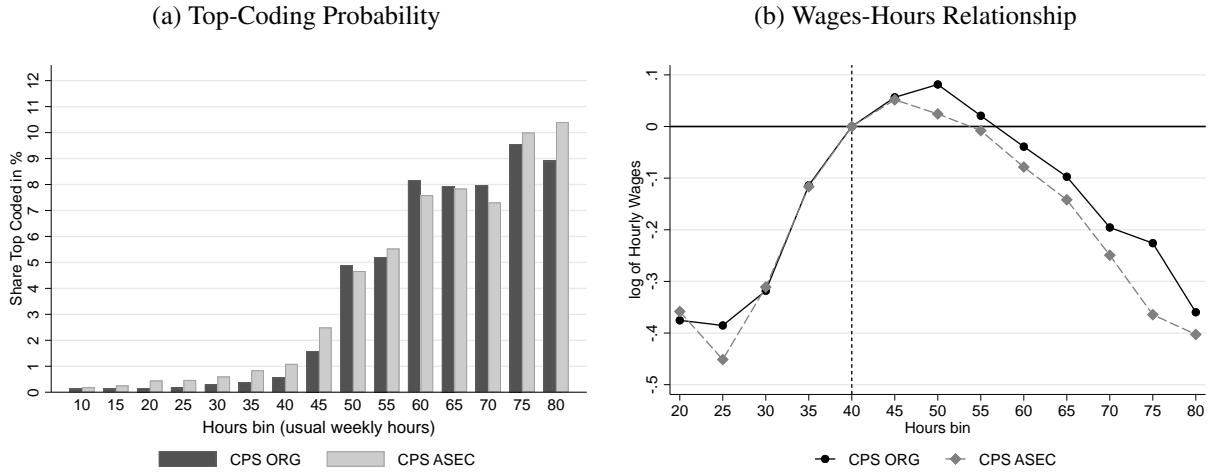 (a) Top-Coding Probability
Share Top Coded in %
12
11
10
9
8
7
6
5
4
3
2
1
0
10 15 20 25 30 35 40 45 50 55 60 65 70 75 80
Hours bin (usual weekly hours)
CPS ORG CPS ASEC
(b) Wages-Hours Relationship
log of Hourly Wages
.1
0
-.1
-.2
-.3
-.4
-.5
20 25 30 35 40 45 50 55 60 65 70 75 80
Hours bin
CPS ORG CPS ASEC